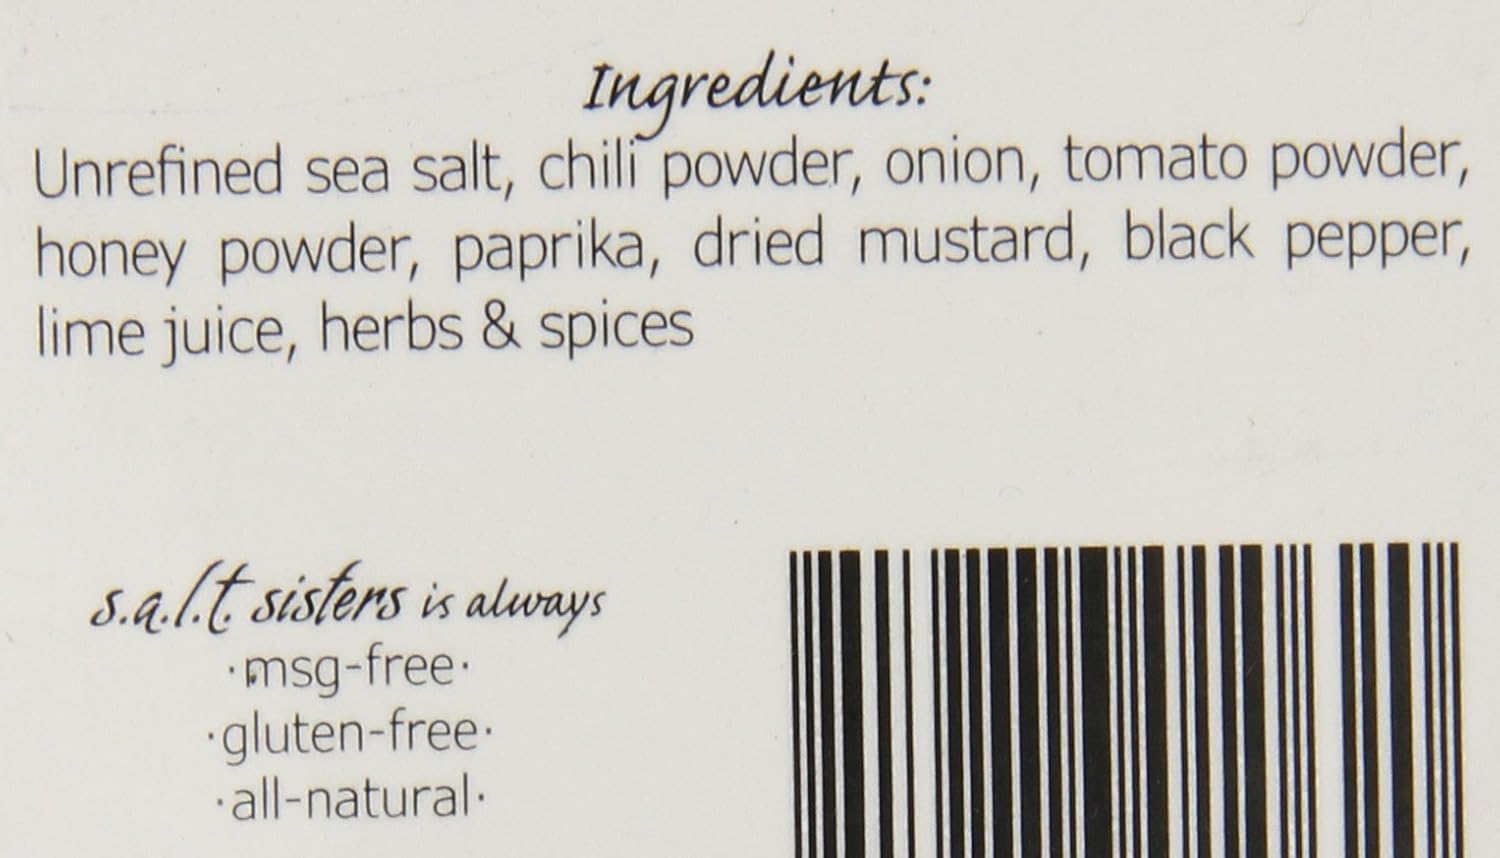 Ingredients:
Unrefined sea salt, chili powder, onion, tomato powder,
honey powder, paprika, dried mustard, black pepper,
lime juice, herbs & spices
s.a.l.t. sisters is always
·msg-free·
·gluten-free·
·all-natural·